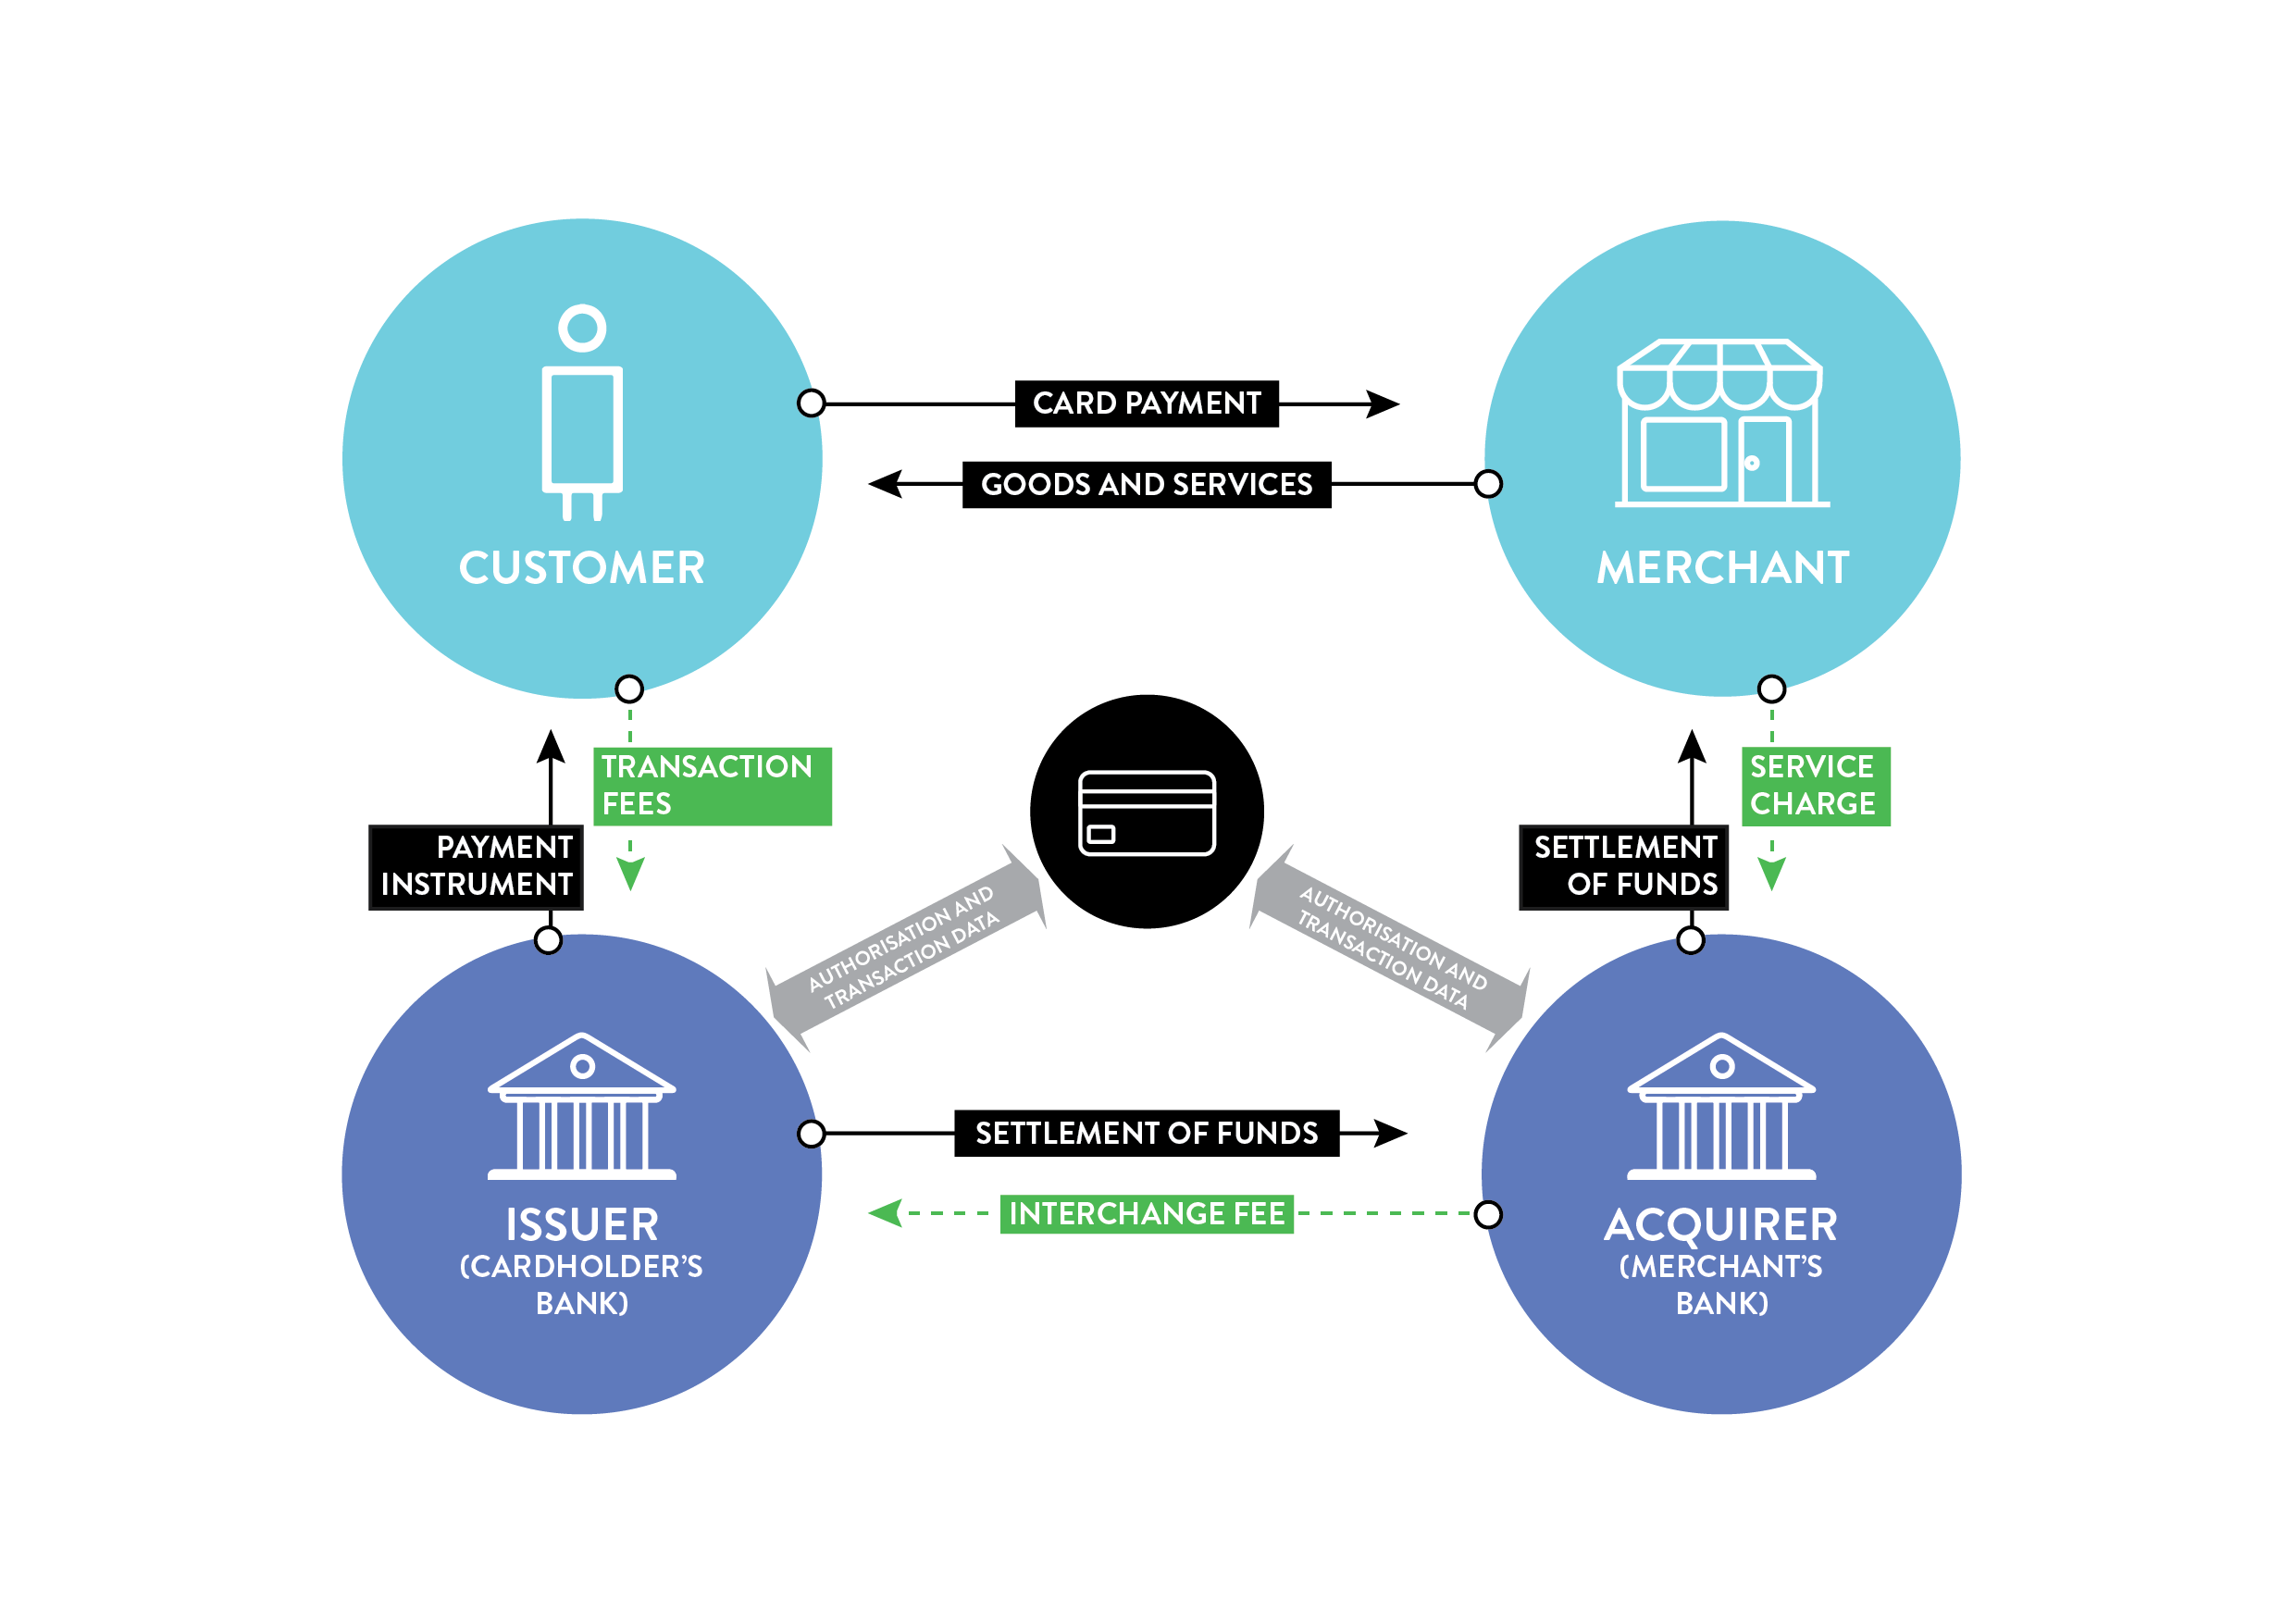 CARD PAYMENT
GOODS AND SERVICES
CUSTOMER
MERCHANT
TRANSACTION
FEES
SERVICE
CHARGE
PAYMENT
INSTRUMENT
SETTLEMENT
OF FUNDS
AUTHORISATION AND
TRANSACTION DATA
AUTHORISATION AND
TRANSACTION DATA
SETTLEMENT OF FUNDS
INTERCHANGE FEE
ISSUER
(CARDHOLDER'S
BANK)
ACQUIRER
(MERCHANT'S
BANK)